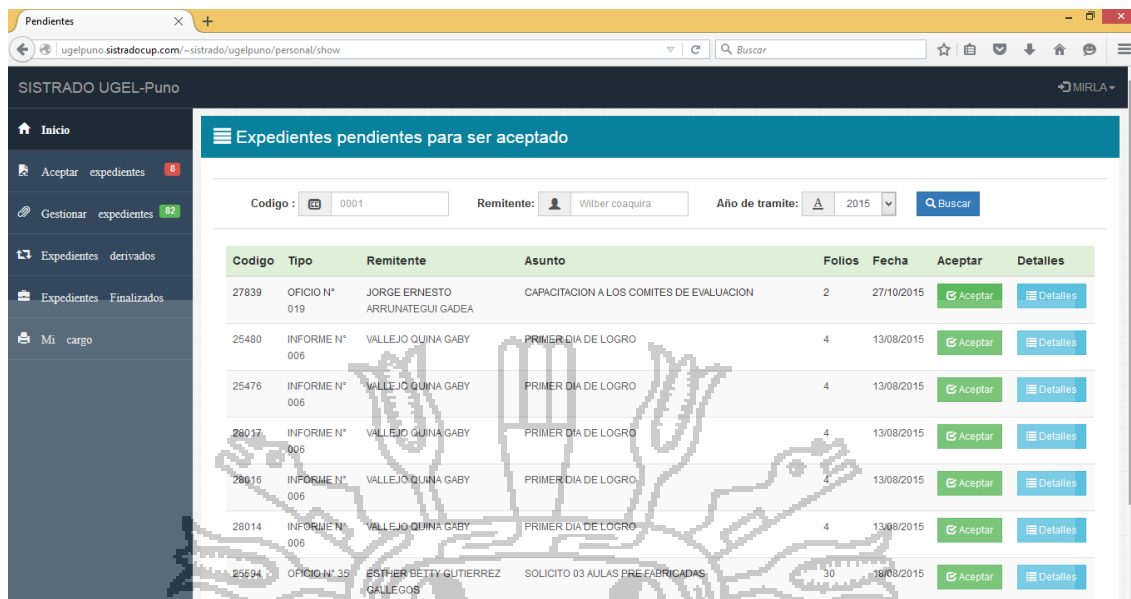 Pendientes
ugelpuno.sistradocup.com/~sistrado/ugelpuno/personal/show
Buscar
SISTRADO UGEL-Puno
MIRLA
Inicio
Aceptar expedientes 8
Gestionar expedientes 82
Expedientes derivados
Expedientes Finalizados
Mi cargo
Expedientes pendientes para ser aceptado
Codigo : 0001 Remitente: Wilber coaquira Año de tramite: A 2015 Buscar
Codigo Tipo Remitente Asunto Folios Fecha Aceptar Detalles
27839 OFICIO N° JORGE ERNESTO CAPACITACION A LOS COMITES DE EVALUACION 2 27/10/2015 Aceptar Detalles
019 ARRUNATEGUI GADEA
25480 INFORME N° VALLEJO QUINA GABY PRIMER DIA DE LOGRO 4 13/08/2015 Aceptar Detalles
006
25476 INFORME N° VALLEJO QUINA GABY PRIMER DIA DE LOGRO 4 13/08/2015 Aceptar Detalles
006
28017 INFORME N° VALLEJO QUINA GABY PRIMER DIA DE LOGRO 4 13/08/2015 Aceptar Detalles
006
28016 INFORME N° VALLEJO QUINA GABY PRIMER DIA DE LOGRO 4 13/08/2015 Aceptar Detalles
006
28014 INFORME N° VALLEJO QUINA GABY PRIMER DIA DE LOGRO 4 13/08/2015 Aceptar Detalles
006
25594 OFICIO N° 35 ESTHER BETTY GUTIERREZ SOLICITO 03 AULAS PRE FABRICADAS 30 18/08/2015 Aceptar Detalles
GALLEGOS